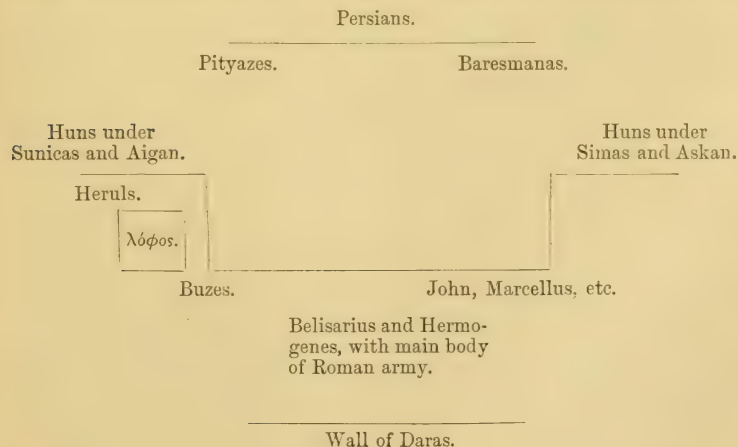 Persians.
Pityazes. Baresmanas.
Huns under Huns under
Sunicas and Aigan. Simas and Askan.
Heruls.
λόφος.
Buzes. John, Marcellus, etc.
Belisarius and Hermo-
genes, with main body
of Roman army.
Wall of Daras.